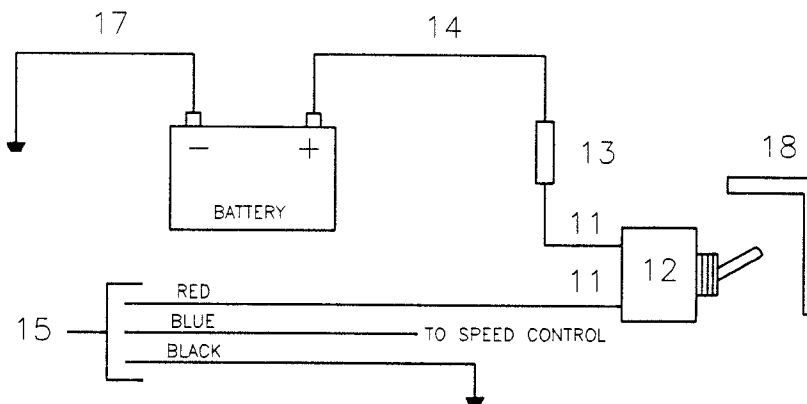 17
14
13
18
− +
BATTERY
11
12
11
RED
15
BLUE
TO SPEED CONTROL
BLACK